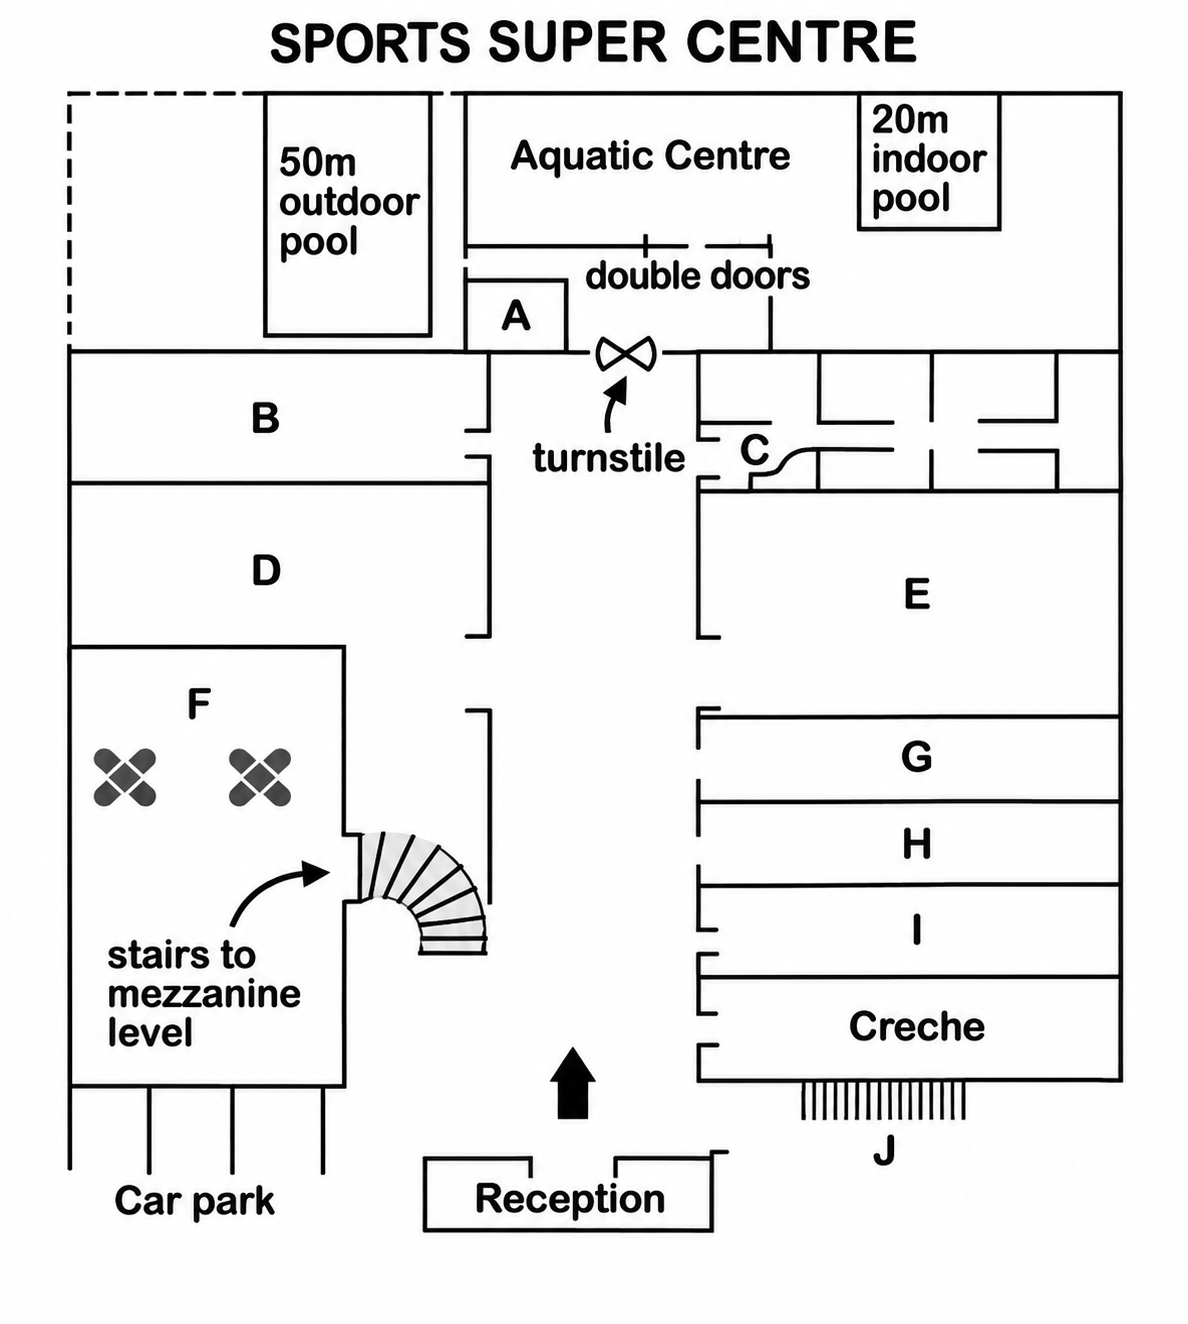 SPORTS SUPER CENTRE
50m
outdoor
pool
Aquatic Centre
20m
indoor
pool
double doors
A
turnstile
B
C
D
E
F
G
H
I
stairs to
mezzanine
level
Creche
J
Car park
Reception